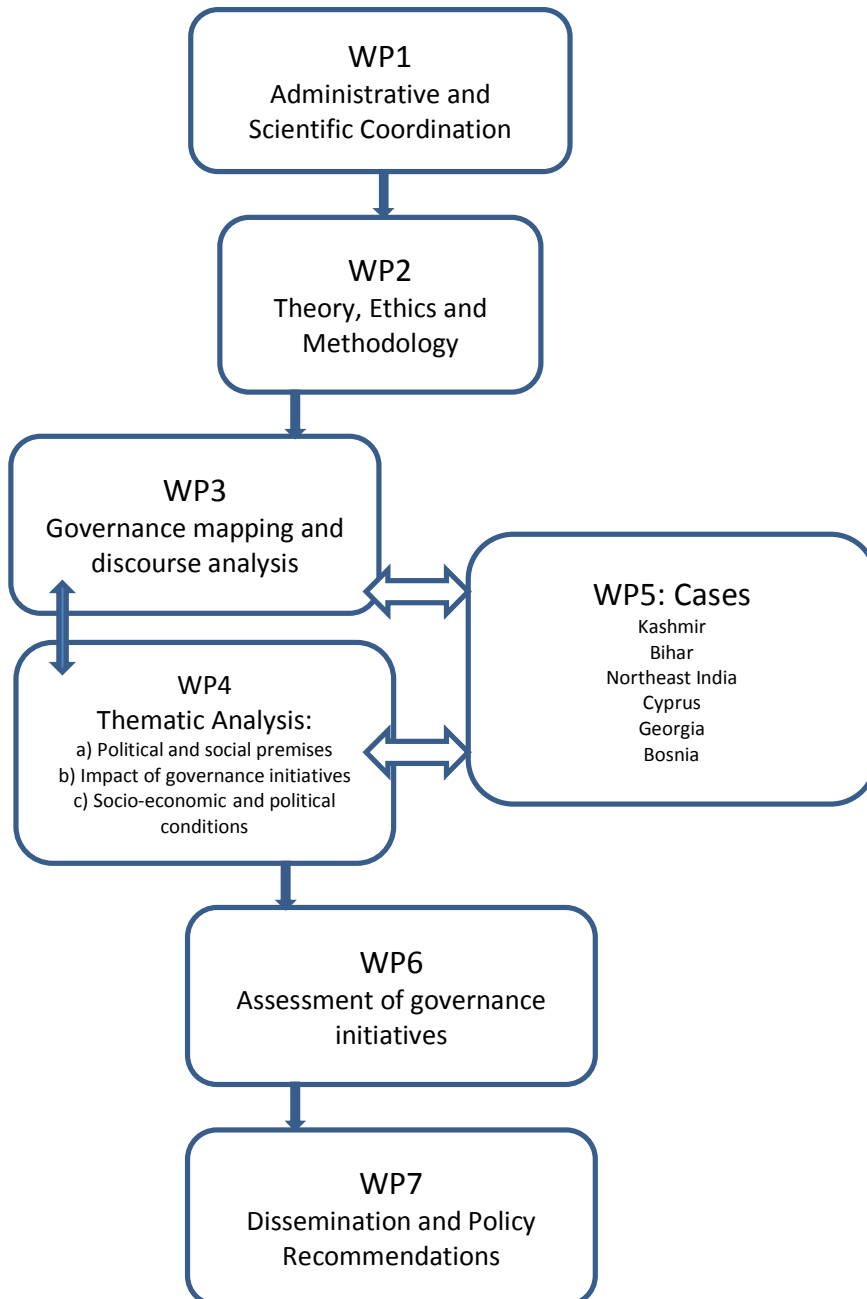 WP1
Administrative and
Scientific Coordination
WP2
Theory, Ethics and
Methodology
WP3
Governance mapping and
discourse analysis
WP4
Thematic Analysis:
a) Political and social premises
b) Impact of governance initiatives
c) Socio-economic and political
conditions
WP5: Cases
Kashmir
Bihar
Northeast India
Cyprus
Georgia
Bosnia
WP6
Assessment of governance
initiatives
WP7
Dissemination and Policy
Recommendations